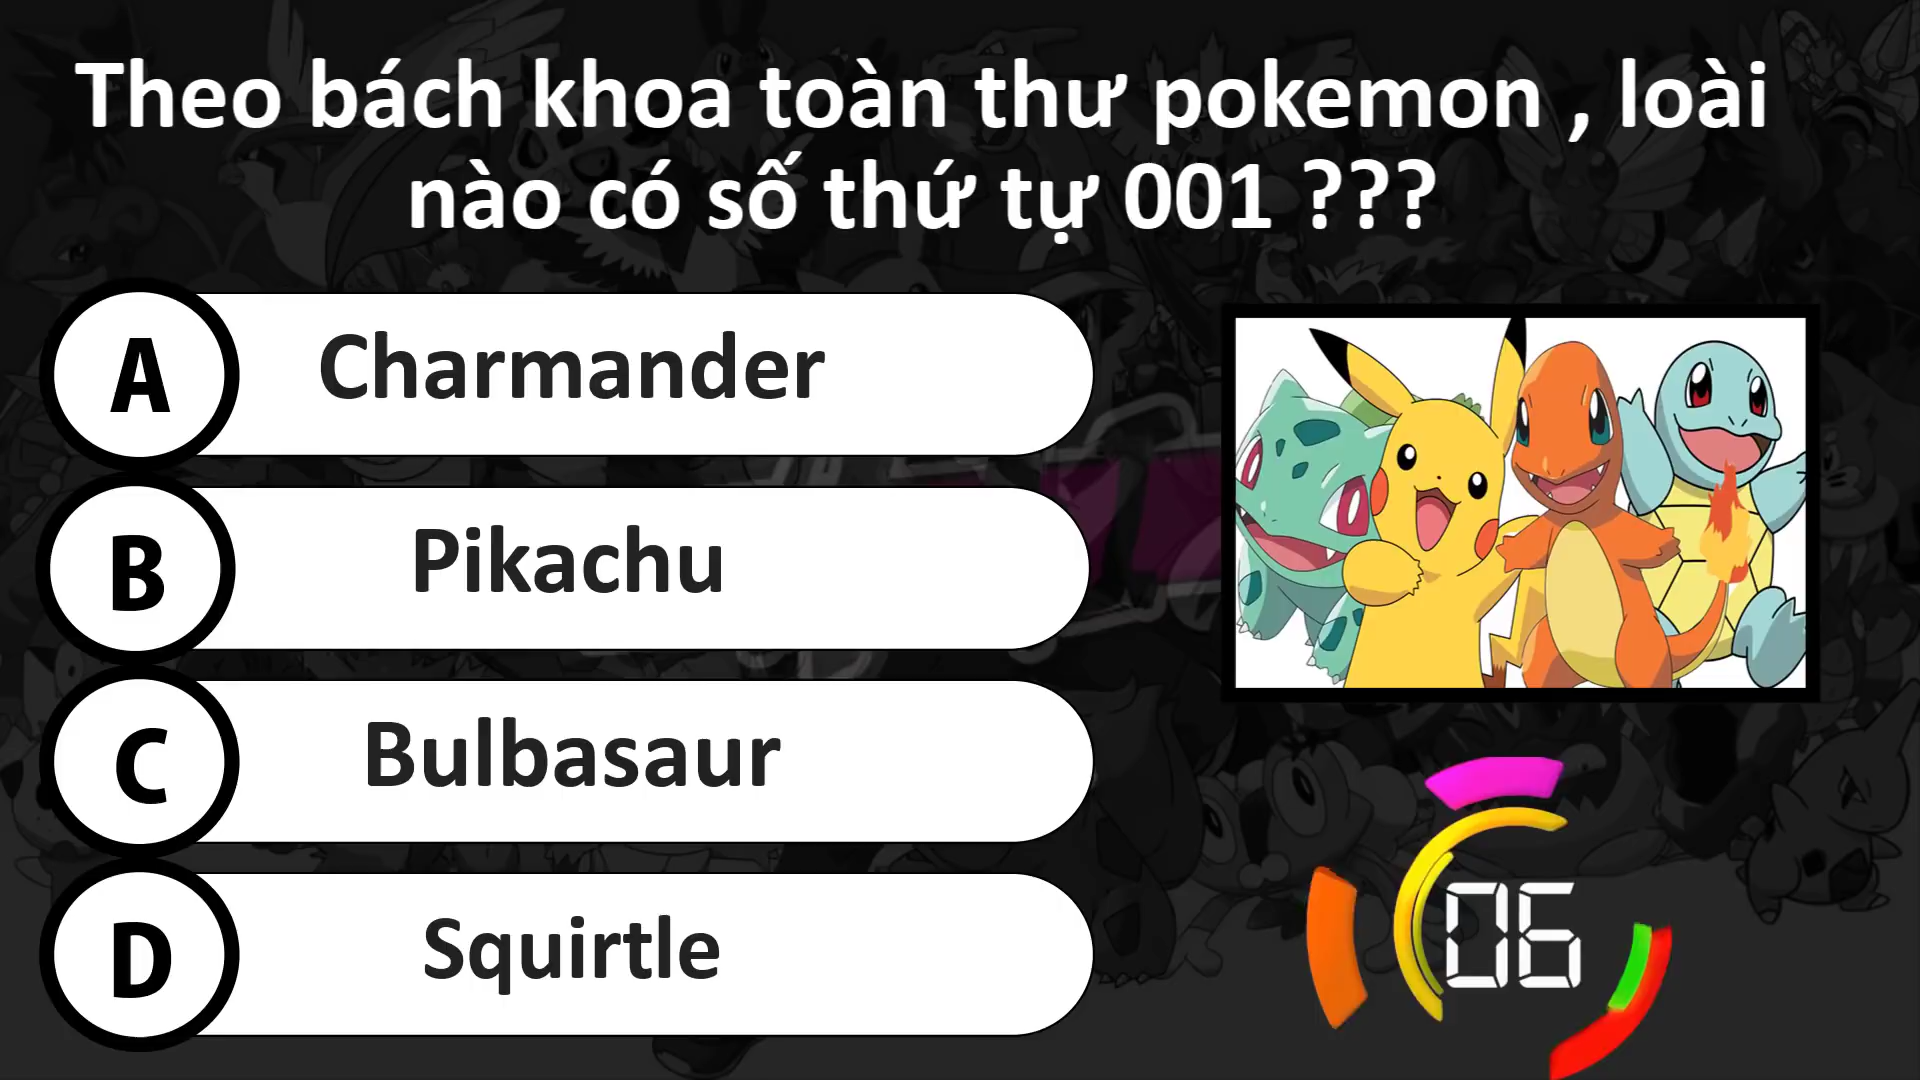 Theo bách khoa toàn thư pokemon , loài
nào có số thứ tự 001 ???
A Charmander
B Pikachu
C Bulbasaur
D Squirtle
06